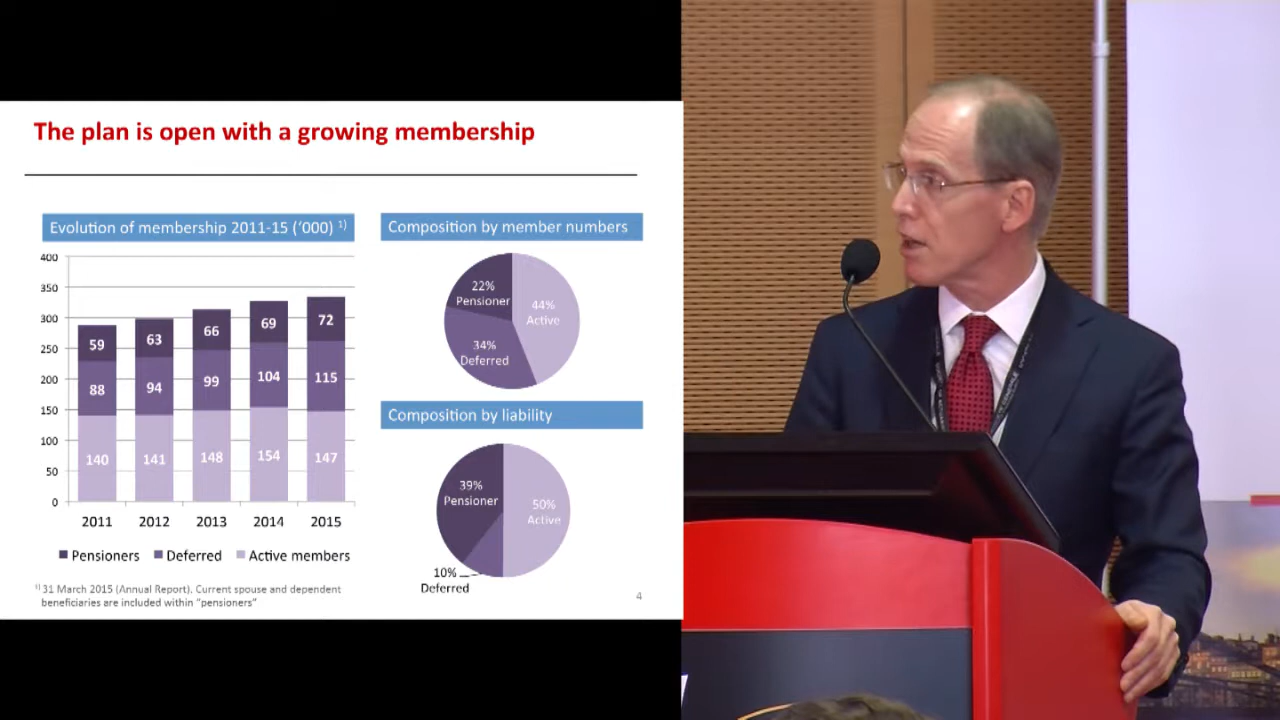 The plan is open with a growing membership
Evolution of membership 2011-15 (‘000) ¹⁾
400
350
300
250
200
150
100
50
0
59
63
66
69
72
88
94
99
104
115
140
141
148
154
147
2011
2012
2013
2014
2015
Pensioners
Deferred
Active members
¹⁾ 31 March 2015 (Annual Report). Current spouse and dependent
beneficiaries are included within “pensioners”
Composition by member numbers
22%
Pensioner
44%
Active
34%
Deferred
Composition by liability
39%
Pensioner
50%
Active
10%
Deferred
4